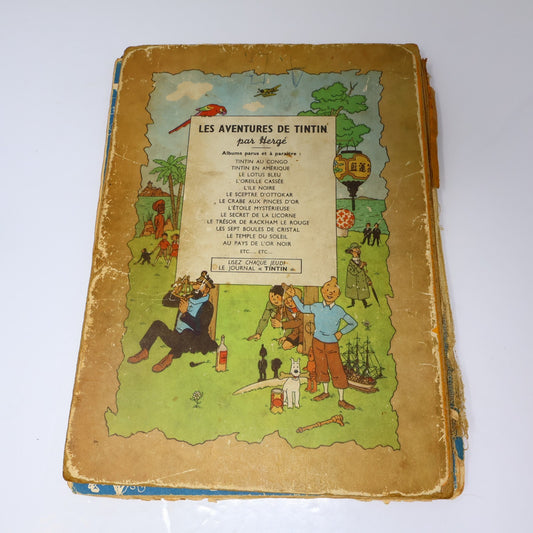 LES AVENTURES DE TINTIN
par Hergé
Albums parus et à paraître :
TINTIN AU CONGO
TINTIN EN AMÉRIQUE
LE LOTUS BLEU
L'OREILLE CASSÉE
L'ILE NOIRE
LE SCEPTRE D'OTTOKAR
LE CRABE AUX PINCES D'OR
L'ÉTOILE MYSTÉRIEUSE
LE SECRET DE LA LICORNE
LE TRÉSOR DE RACKHAM LE ROUGE
LES SEPT BOULES DE CRISTAL
LE TEMPLE DU SOLEIL
AU PAYS DE L'OR NOIR
ETC... ETC...
LISEZ CHAQUE JEUDI
LE JOURNAL « TINTIN »